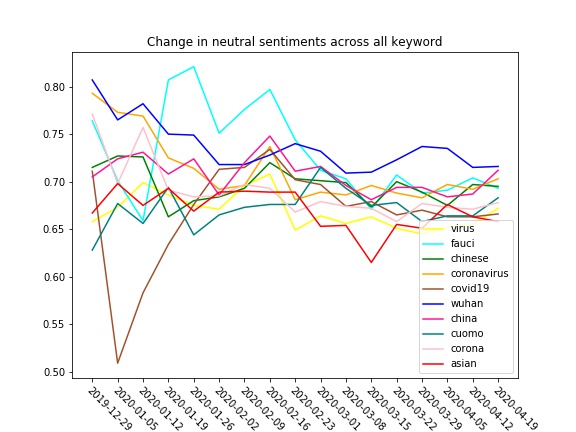 Change in neutral sentiments across all keyword
0.80
0.75
0.70
0.65
0.60
0.55
0.50
virus
fauci
chinese
coronavirus
covid19
wuhan
china
cuomo
corona
asian
2019-12-29
2020-01-05
2020-01-12
2020-01-19
2020-01-26
2020-02-02
2020-02-09
2020-02-16
2020-02-23
2020-03-01
2020-03-08
2020-03-15
2020-03-22
2020-03-29
2020-04-05
2020-04-12
2020-04-19